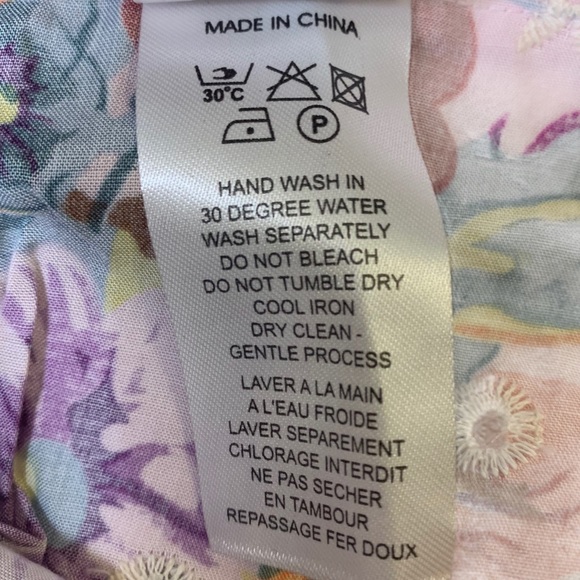 MADE IN CHINA
30°C
P
HAND WASH IN
30 DEGREE WATER
WASH SEPARATELY
DO NOT BLEACH
DO NOT TUMBLE DRY
COOL IRON
DRY CLEAN -
GENTLE PROCESS
LAVER A LA MAIN
A L'EAU FROIDE
LAVER SEPAREMENT
CHLORAGE INTERDIT
NE PAS SECHER
EN TAMBOUR
REPASSAGE FER DOUX